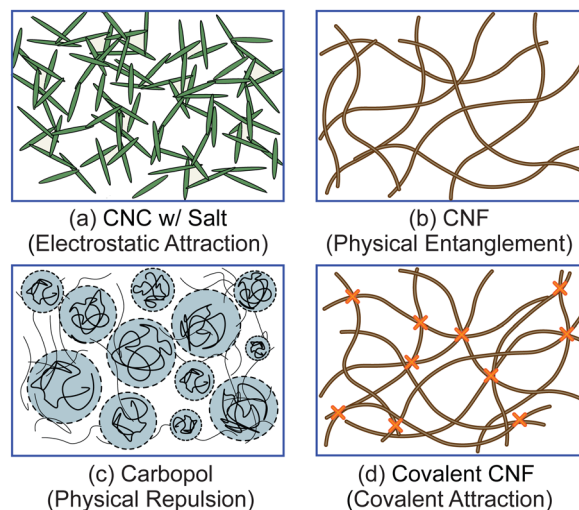 (a) CNC w/ Salt
(Electrostatic Attraction)
(b) CNF
(Physical Entanglement)
(c) Carbopol
(Physical Repulsion)
(d) Covalent CNF
(Covalent Attraction)